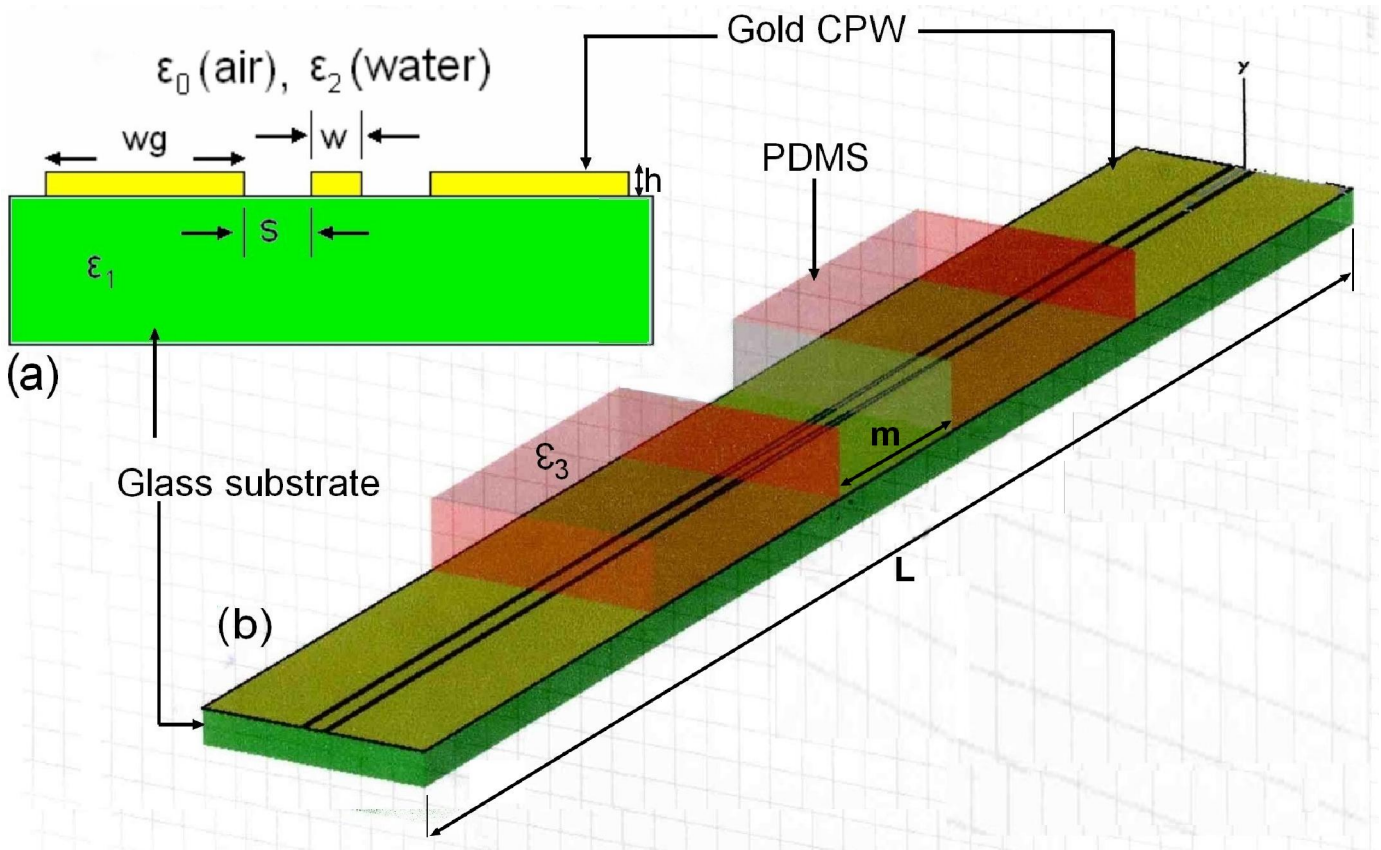 Gold CPW
ε₀ (air), ε₂ (water)
wg
w
h
S
ε₁
(a)
y
PDMS
ε₃
m
Glass substrate
L
(b)